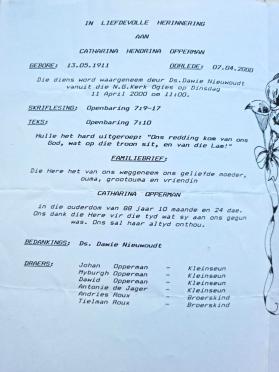 IN LIEFDEVOLLE HERINNERING
AAN
CATHARINA HENDRINA OPPERMAN
GEBORE: 13.05.1911 OORLEDE: 07.04.2000
Die diens word waargeneem deur Ds. Dawie Nieuwoudt
vanuit die N.G.Kerk Ogies op Dinsdag
11 April 2000 om 11:00.
SKRIFLESING: Openbaring 7:9-17
TEKS: Openbaring 7:10
Hulle het hard uitgeroep: "Ons redding kom van ons
God, wat op die troon sit, en van die Lam!"
FAMILIEBRIEF:
Die Here het van ons weggeneem ons geliefde moeder,
ouma, grootouma en vriendin
CATHARINA OPPERMAN
in die ouderdom van 88 jaar 10 maande en 24 dae.
Ons dank die Here vir die tyd wat sy aan ons gegun
was. Ons sal haar altyd onthou.
BEDANKINGS: Ds. Dawie Nieuwoudt
DRAERS: Johan Opperman - Kleinseun
Myburgh Opperman - Kleinseun
Dawid Opperman - Kleinseun
Antonie de Jager - Kleinseun
Andries Roux - Broerskind
Tielman Roux - Broerskind